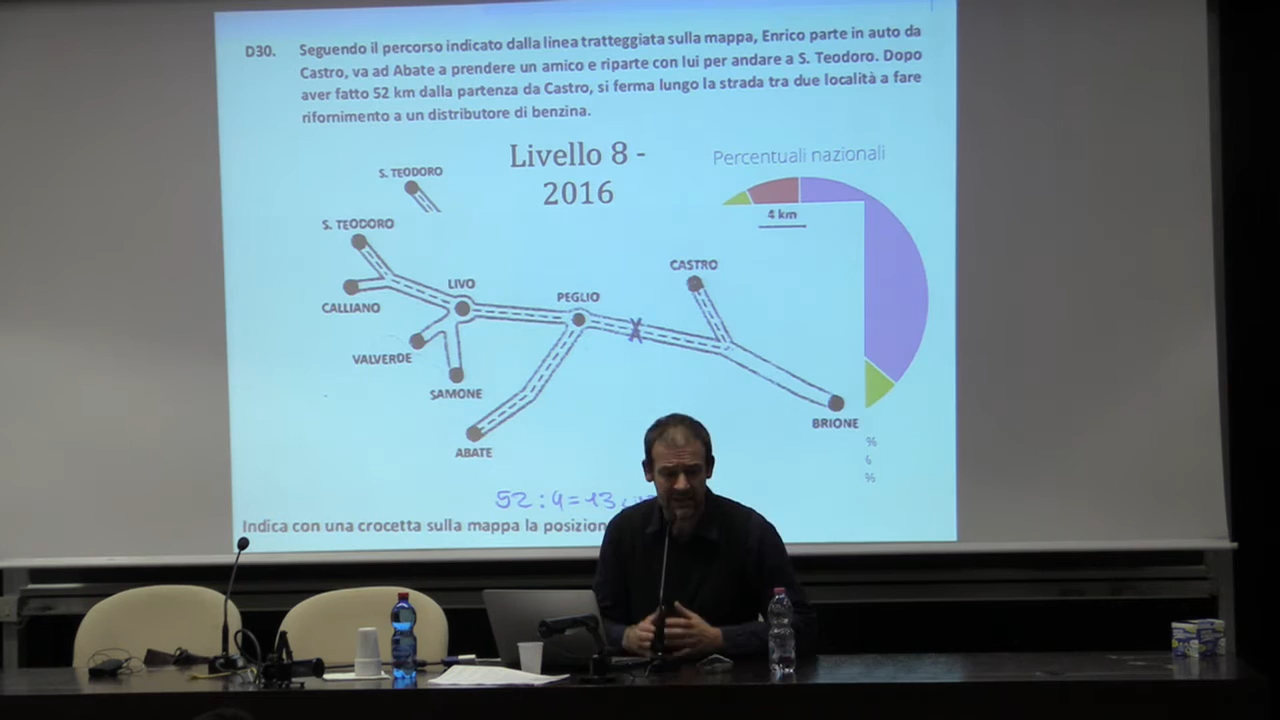 D30. Seguendo il percorso indicato dalla linea tratteggiata sulla mappa, Enrico parte in auto da
Castro, va ad Abate a prendere un amico e riparte con lui per andare a S. Teodoro. Dopo
aver fatto 52 km dalla partenza da Castro, si ferma lungo la strada tra due località a fare
rifornimento a un distributore di benzina.
Livello 8 -
2016
Percentuali nazionali
S. TEODORO
4 km
S. TEODORO
CASTRO
LIVO
PEGLIO
CALLIANO
VALVERDE
SAMONE
BRIONE
ABATE
%
6
%
52:4=13
Indica con una crocetta sulla mappa la posizion